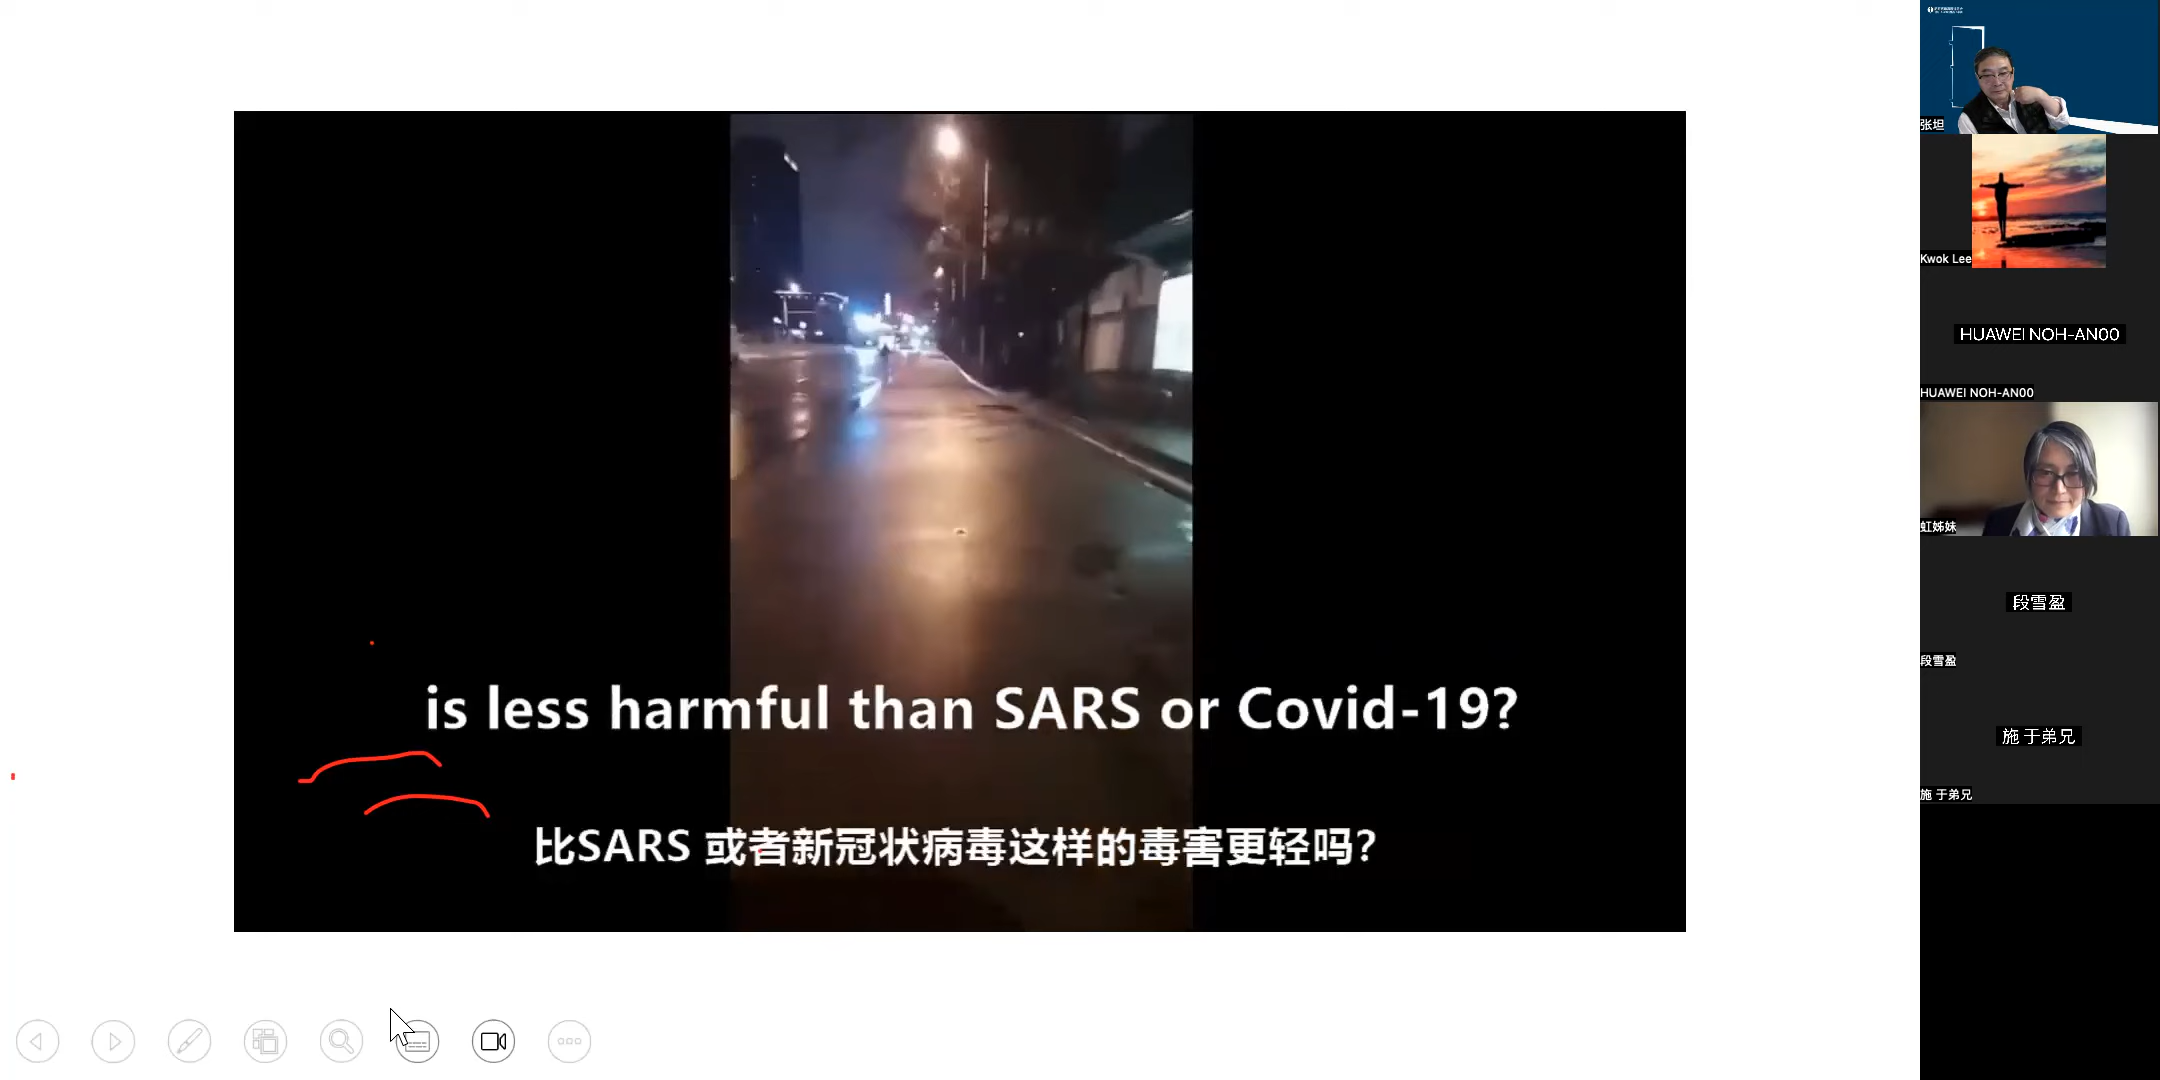 is less harmful than SARS or Covid-19?
比SARS 或者新冠状病毒这样的毒害更轻吗?
张坦
Kwok Lee
HUAWEI NOH-AN00
HUAWEI NOH-AN00
虹姊妹
段雪盈
段雪盈
施 于弟兄
施 于弟兄